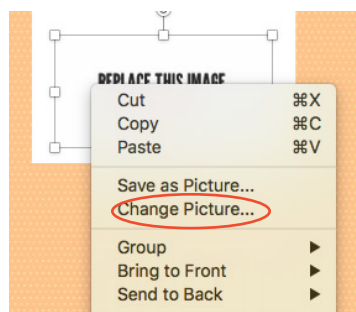 REPLACE THIS IMAGE
Cut ⌘X
Copy ⌘C
Paste ⌘V
Save as Picture...
Change Picture...
Group ▶
Bring to Front ▶
Send to Back ▶